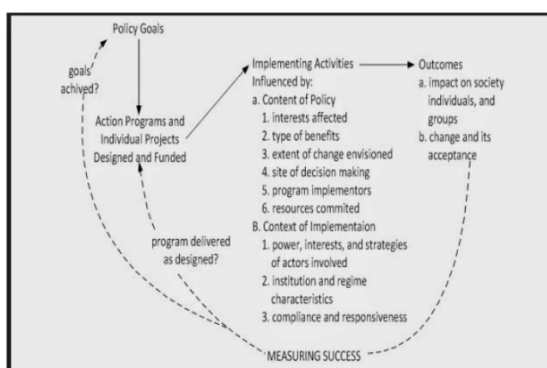 Policy Goals
goals
achived?
Action Programs and
Individual Projects
Designed and Funded
program delivered
as designed?
Implementing Activities
Influenced by:
a. Content of Policy
1. interests affected
2. type of benefits
3. extent of change envisioned
4. site of decision making
5. program implementors
6. resources commited
B. Context of Implementaion
1. power, interests, and strategies
of actors involved
2. institution and regime
characteristics
3. compliance and responsiveness
Outcomes
a. impact on society
individuals, and
groups
b. change and its
acceptance
MEASURING SUCCESS